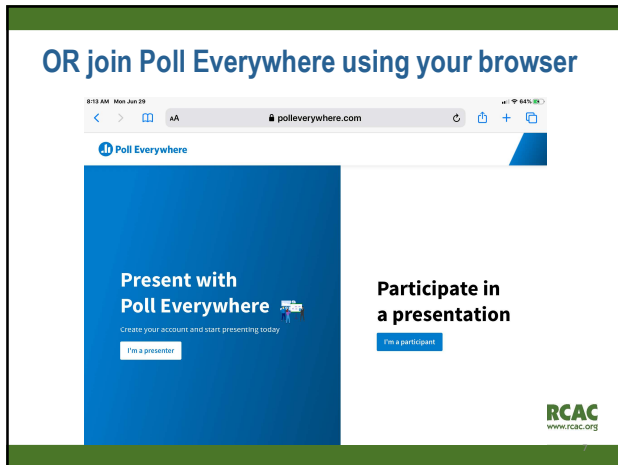 OR join Poll Everywhere using your browser
8:13 AM Mon Jun 29
64%
AA
polleverywhere.com
Poll Everywhere
Present with
Poll Everywhere
Create your account and start presenting today
I'm a presenter
Participate in
a presentation
I'm a participant
RCAC
www.rcac.org
7